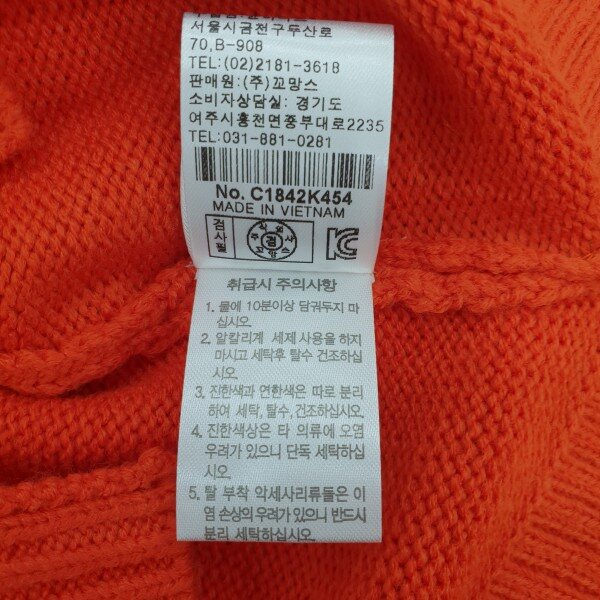 서울시금천구두산로
70,B-908
TEL:(02)2181-3618
판매원:(주)꼬망스
소비자상담실: 경기도
여주시흥천면중부대로2235
TEL:031-881-0281
No. C1842K454
MADE IN VIETNAM
검사필
주식회사
검
꼬망스
취급시 주의사항
1. 물에 10분이상 담궈두지 마
십시오.
2. 알칼리계 세제 사용을 하지
마시고 세탁후 탈수 건조하십
시오.
3. 진한색과 연한색은 따로 분리
하여 세탁, 탈수, 건조하십시오.
4. 진한색상은 타 의류에 오염
우려가 있으니 단독 세탁하십
시오.
5. 탈 부착 악세사리류들은 이
염 손상의 우려가 있으니 반드시
분리 세탁하십시오.